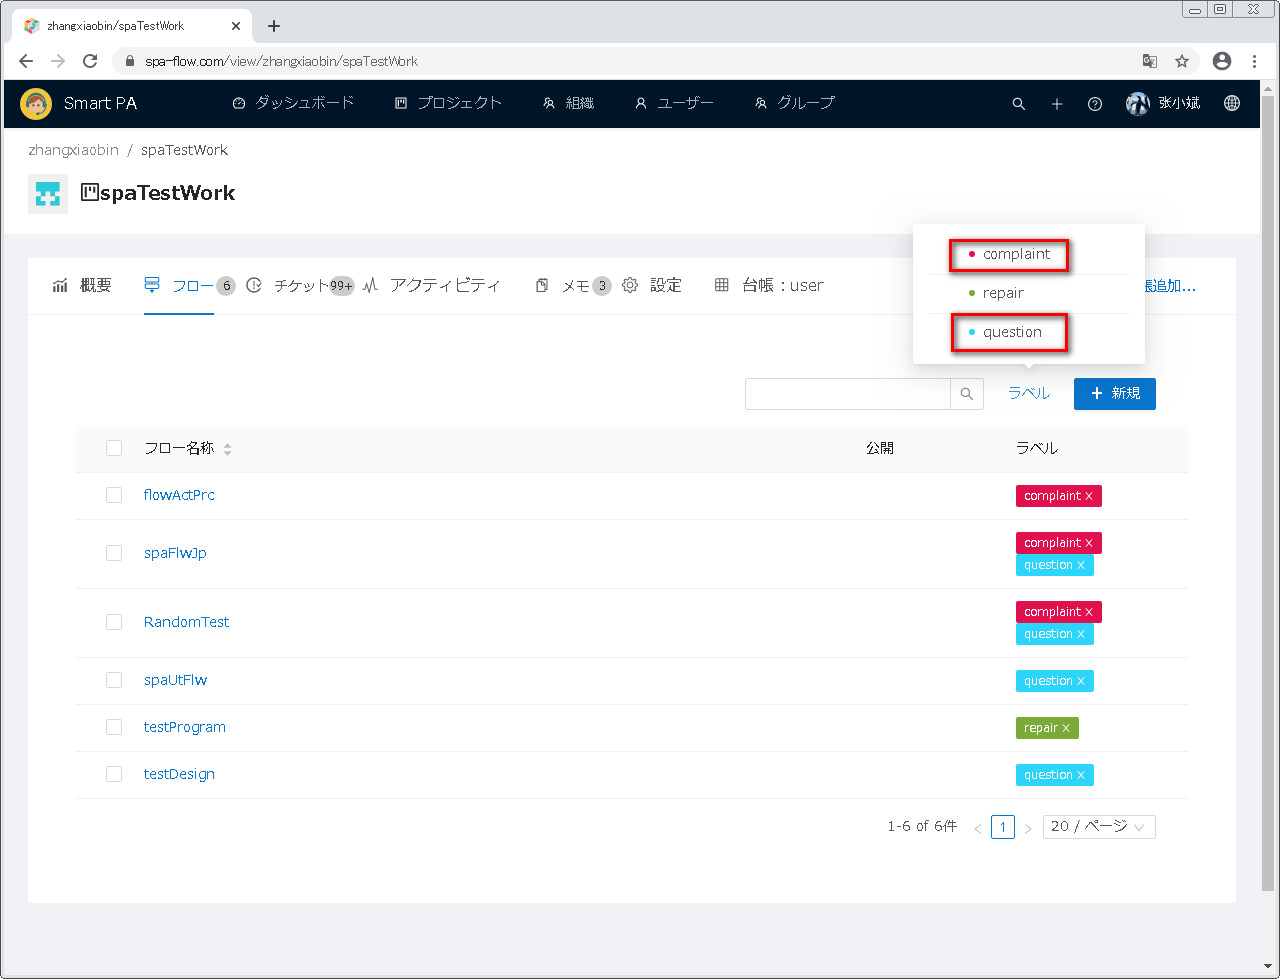 zhangxiaobin/spaTestWork
spa-flow.com/view/zhangxiaobin/spaTestWork
Smart PA ダッシュボード プロジェクト 組織 ユーザー グループ 张小斌
zhangxiaobin / spaTestWork
spaTestWork
complaint
repair
question
概要 フロー 6 チケット 99+ アクティビティ メモ 3 設定 台帳：user 帳追加...
ラベル + 新規
フロー名称 公開 ラベル
flowActPrc complaint ×
spaFlwJp complaint ×
question ×
RandomTest complaint ×
question ×
spaUtFlw question ×
testProgram repair ×
testDesign question ×
1-6 of 6件 < 1 > 20 / ページ